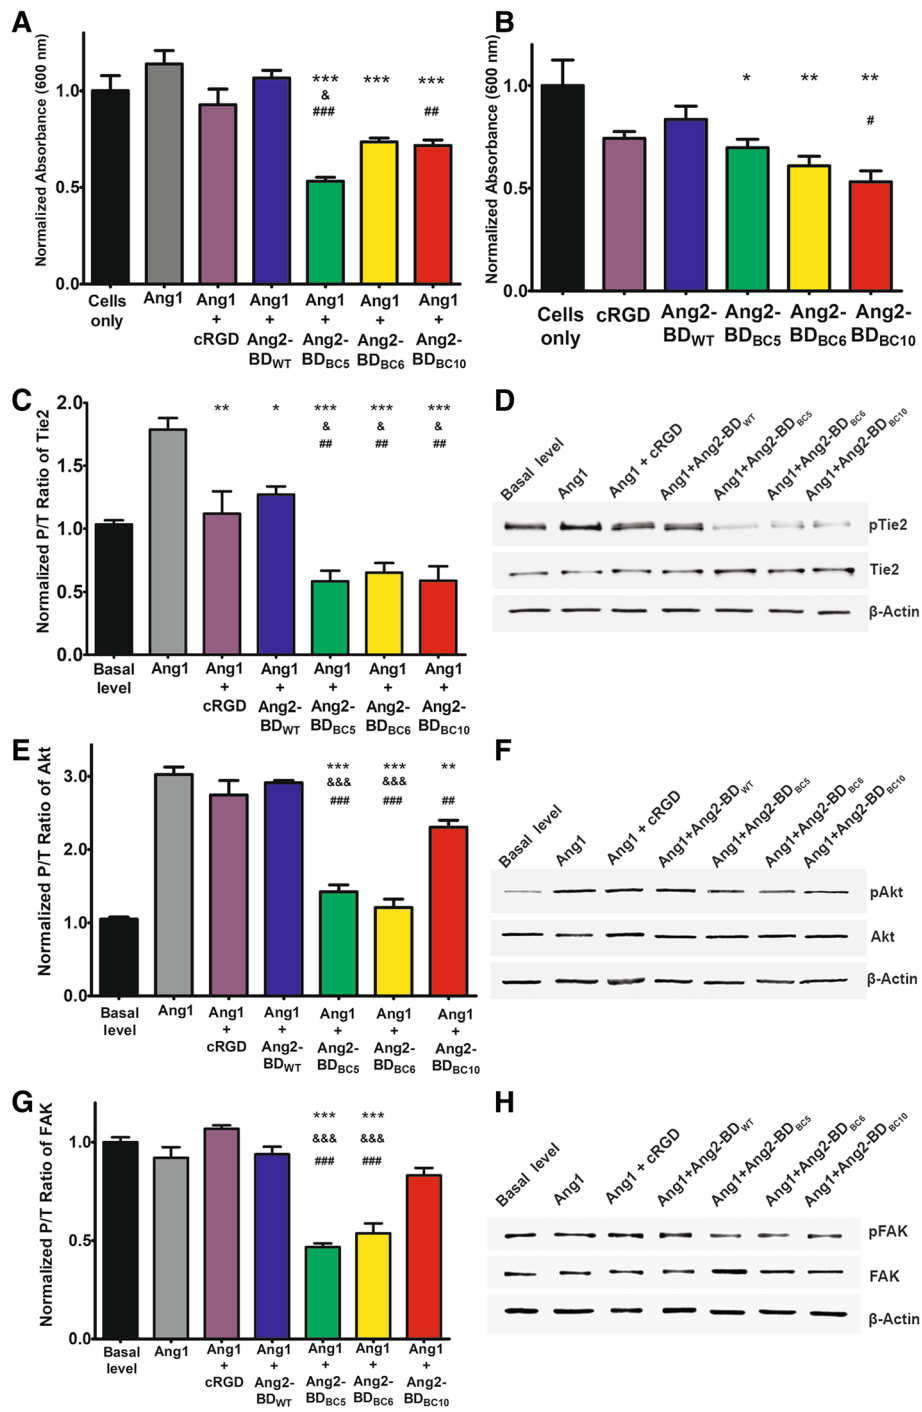 A
Normalized Absorbance (600 nm)
1.0
0.5
0.0
*** *** ***
&
### ##
Cells only
Ang1
Ang1 + cRGD
Ang1 + Ang2-BDWT
Ang1 + Ang2-BDBC5
Ang1 + Ang2-BDBC6
Ang1 + Ang2-BDBC10
B
Normalized Absorbance (600 nm)
1.0
0.5
0.0
* ** **
#
Cells only
cRGD
Ang2-BDWT
Ang2-BDBC5
Ang2-BDBC6
Ang2-BDBC10
C
Normalized P/T Ratio of Tie2
2.0
1.5
1.0
0.5
0.0
** * *** *** ***
& & &
## ## ##
Basal level
Ang1
Ang1 + cRGD
Ang1 + Ang2-BDWT
Ang1 + Ang2-BDBC5
Ang1 + Ang2-BDBC6
Ang1 + Ang2-BDBC10
D
Basal level
Ang1
Ang1 + cRGD
Ang1+Ang2-BDWT
Ang1+Ang2-BDBC5
Ang1+Ang2-BDBC6
Ang1+Ang2-BDBC10
pTie2
Tie2
β-Actin
E
Normalized P/T Ratio of Akt
3.0
2.0
1.0
0.0
*** *** **
&&& &&&
### ### ##
Basal level
Ang1
Ang1 + cRGD
Ang1 + Ang2-BDWT
Ang1 + Ang2-BDBC5
Ang1 + Ang2-BDBC6
Ang1 + Ang2-BDBC10
F
Basal level
Ang1
Ang1 + cRGD
Ang1+Ang2-BDWT
Ang1+Ang2-BDBC5
Ang1+Ang2-BDBC6
Ang1+Ang2-BDBC10
pAkt
Akt
β-Actin
G
Normalized P/T Ratio of FAK
1.0
0.5
0.0
*** ***
&&& &&&
### ###
Basal level
Ang1
Ang1 + cRGD
Ang1 + Ang2-BDWT
Ang1 + Ang2-BDBC5
Ang1 + Ang2-BDBC6
Ang1 + Ang2-BDBC10
H
Basal level
Ang1
Ang1 + cRGD
Ang1+Ang2-BDWT
Ang1+Ang2-BDBC5
Ang1+Ang2-BDBC6
Ang1+Ang2-BDBC10
pFAK
FAK
β-Actin